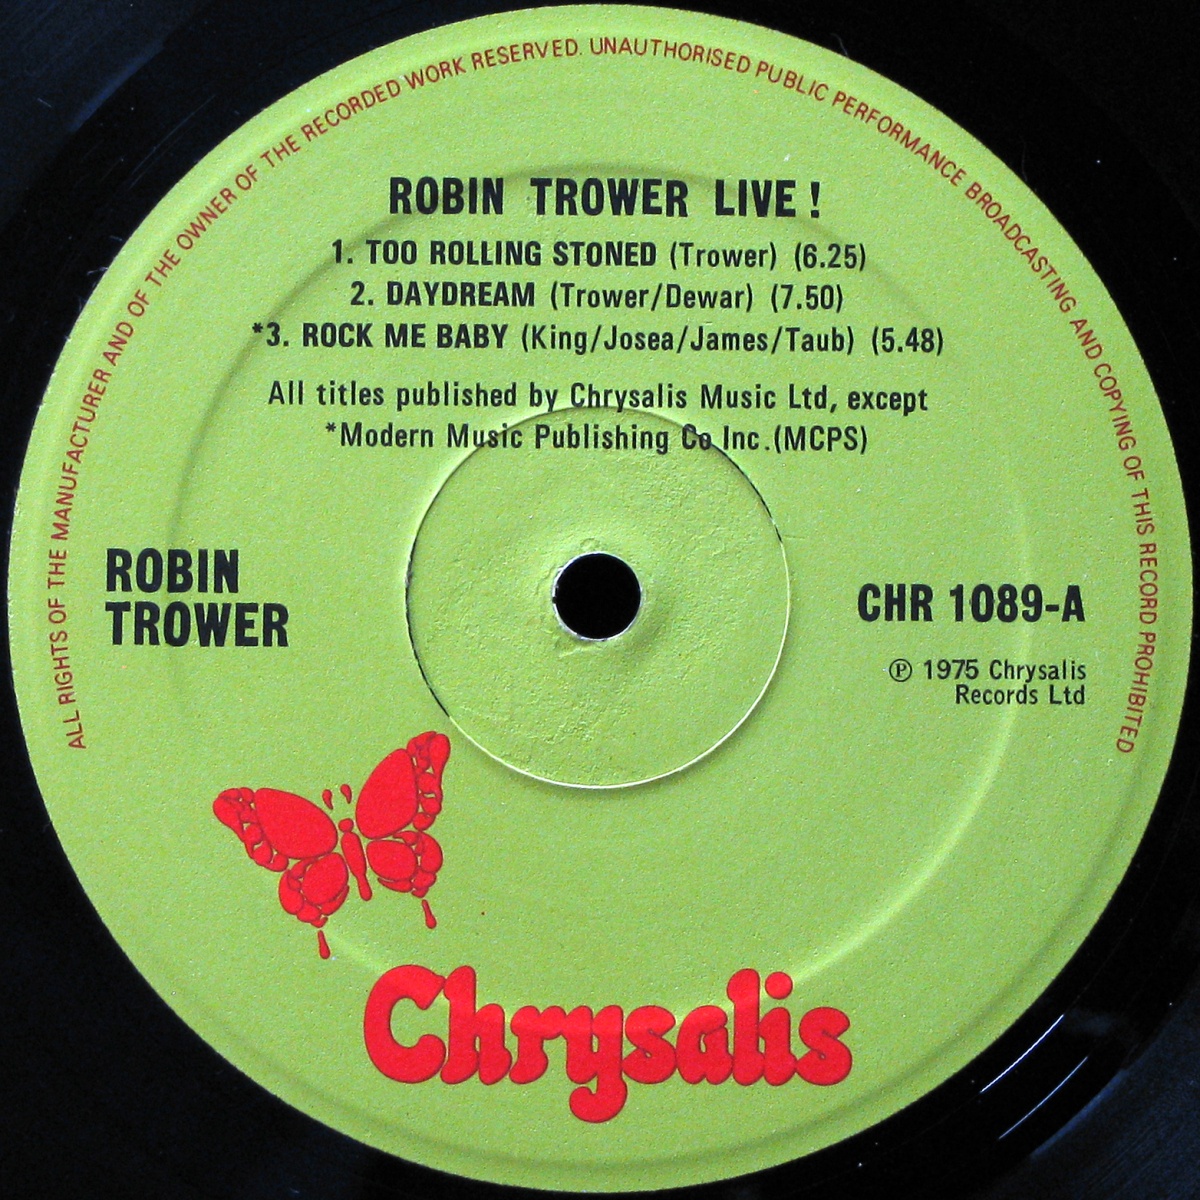 ALL RIGHTS OF THE MANUFACTURER AND OF THE OWNER OF THE RECORDED WORK RESERVED. UNAUTHORISED PUBLIC PERFORMANCE BROADCASTING AND COPYING OF THIS RECORD PROHIBITED
ROBIN TROWER LIVE !
1. TOO ROLLING STONED (Trower) (6.25)
2. DAYDREAM (Trower/Dewar) (7.50)
*3. ROCK ME BABY (King/Josea/James/Taub) (5.48)
All titles published by Chrysalis Music Ltd, except
*Modern Music Publishing Co Inc.(MCPS)
ROBIN
TROWER
CHR 1089-A
℗ 1975 Chrysalis
Records Ltd
Chrysalis